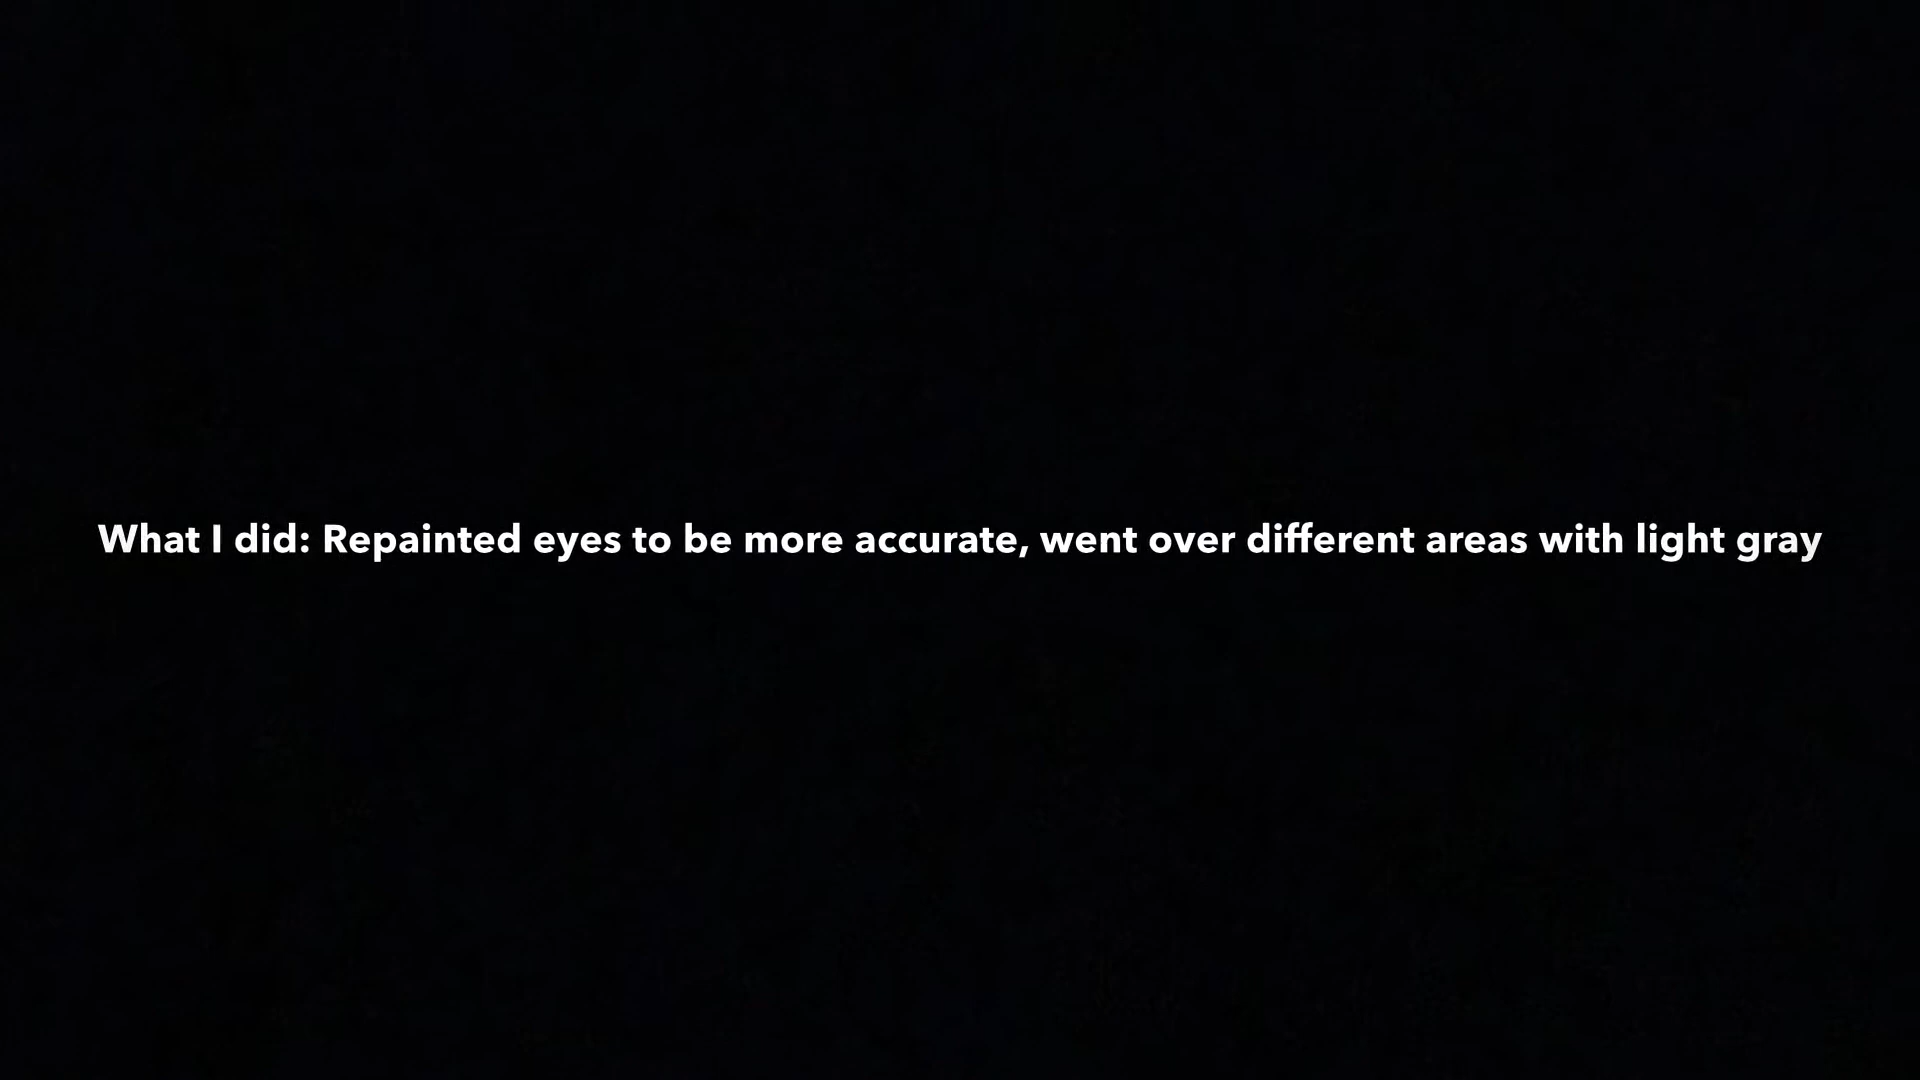 What I did: Repainted eyes to be more accurate, went over different areas with light gray